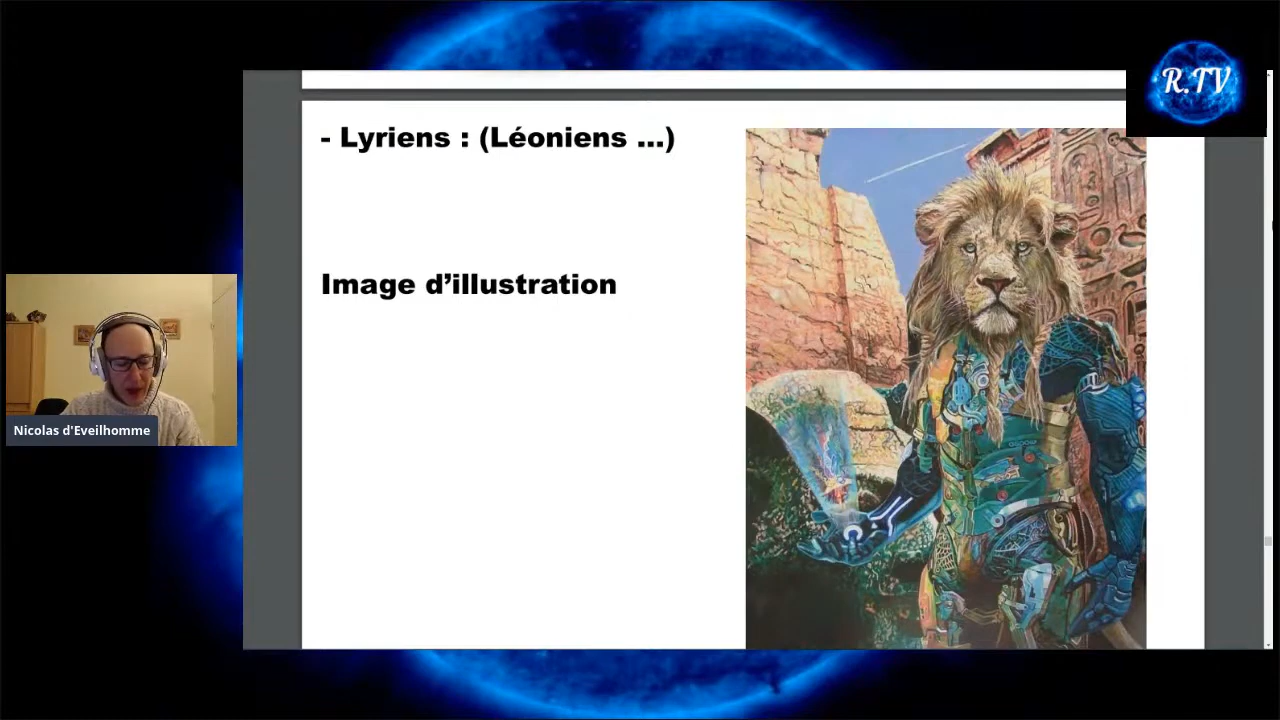 R.TV
- Lyriens : (Léoniens ...)
Image d’illustration
Nicolas d'Eveilhomme